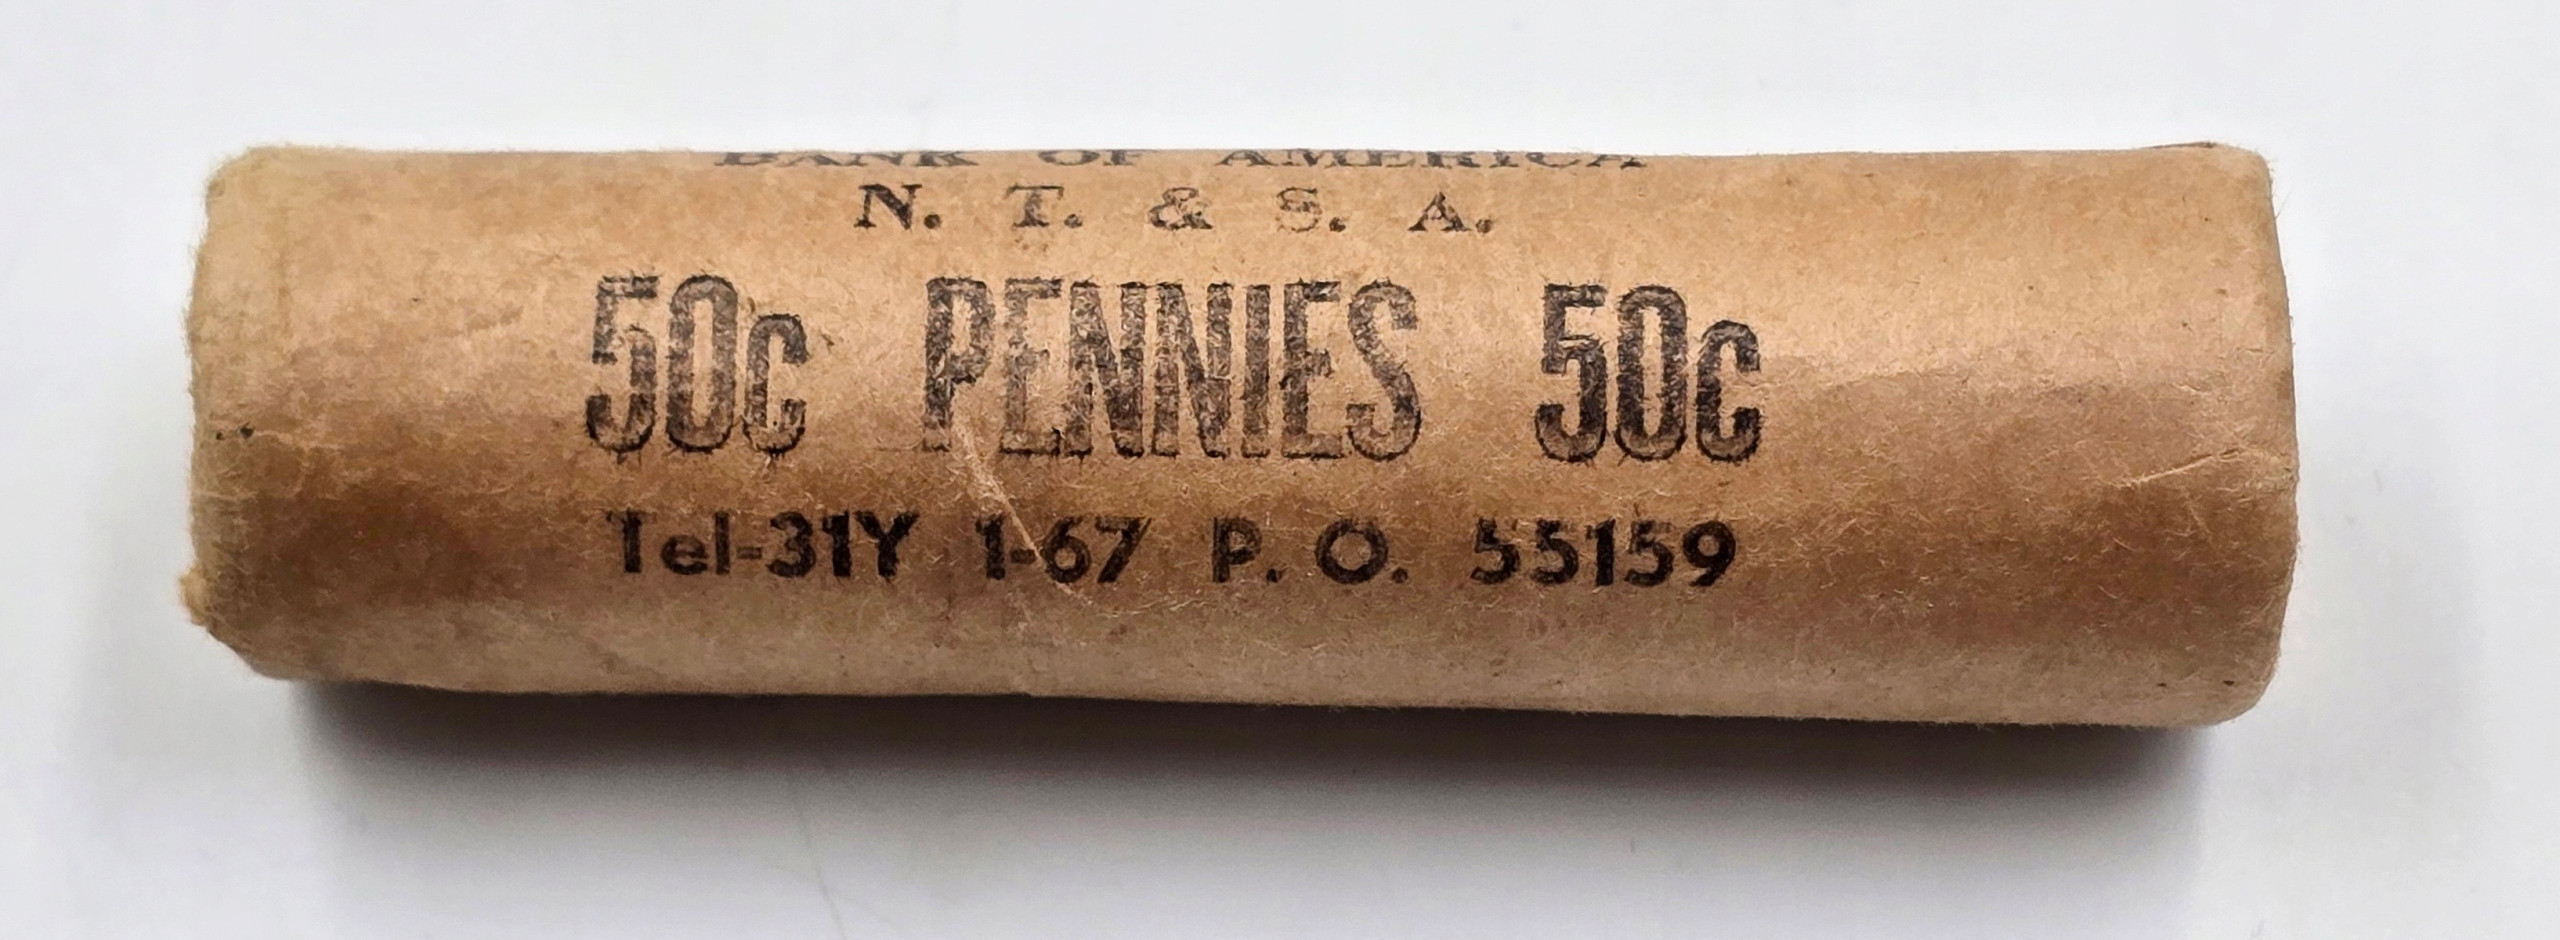 BANK OF AMERICA
N. T. & S. A.
50c PENNIES 50c
Tel-31Y 1-67 P. O. 55159